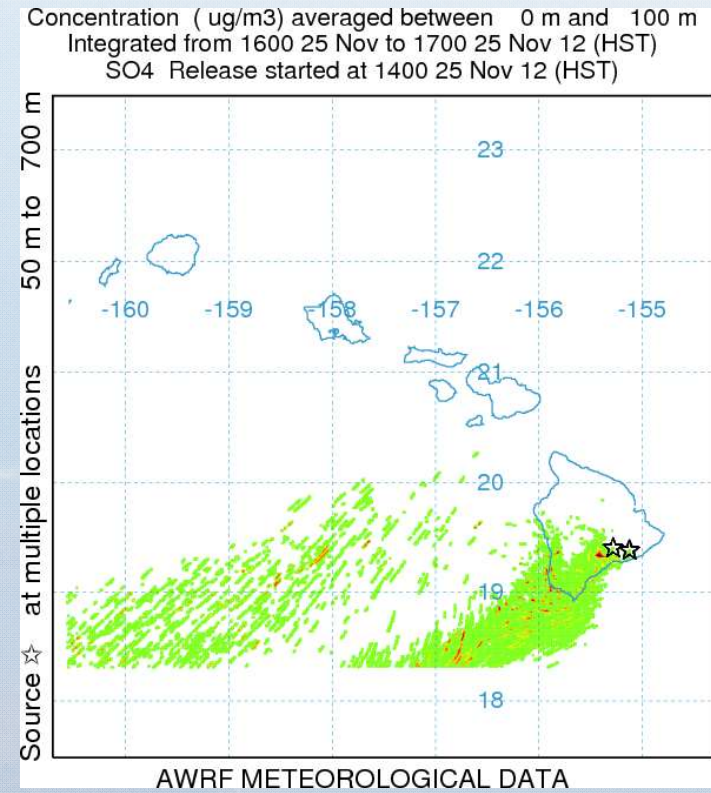 Concentration ( ug/m3) averaged between 0 m and 100 m
Integrated from 1600 25 Nov to 1700 25 Nov 12 (HST)
SO4 Release started at 1400 25 Nov 12 (HST)
Source ☆ at multiple locations 50 m to 700 m
23
22
-160 -159 -158 -157 -156 -155
21
20
19
18
AWRF METEOROLOGICAL DATA